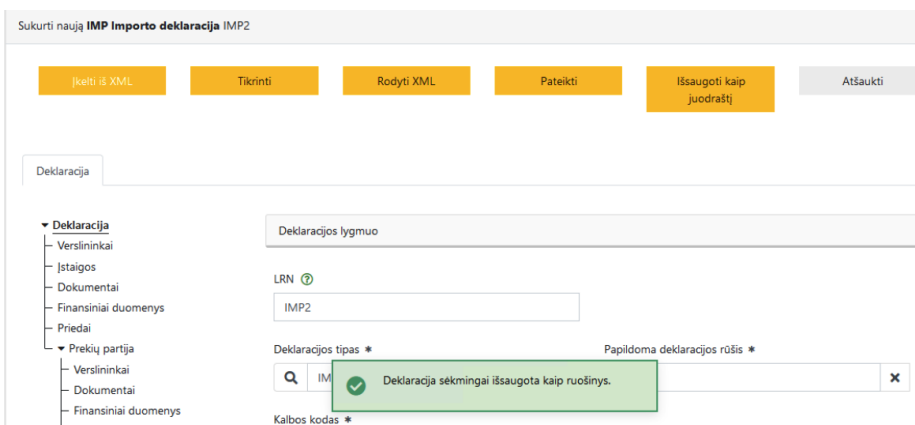 Sukurti naują IMP Importo deklaracija IMP2
Įkelti iš XML
Tikrinti
Rodyti XML
Pateikti
Išsaugoti kaip
juodraštį
Atšaukti
Deklaracija
Deklaracija
Verslininkai
Įstaigos
Dokumentai
Finansiniai duomenys
Priedai
Prekių partija
Verslininkai
Dokumentai
Finansiniai duomenys
Deklaracijos lygmuo
LRN
IMP2
Deklaracijos tipas *
Papildoma deklaracijos rūšis *
IM
Deklaracija sėkmingai išsaugota kaip ruošinys.
Kalbos kodas *